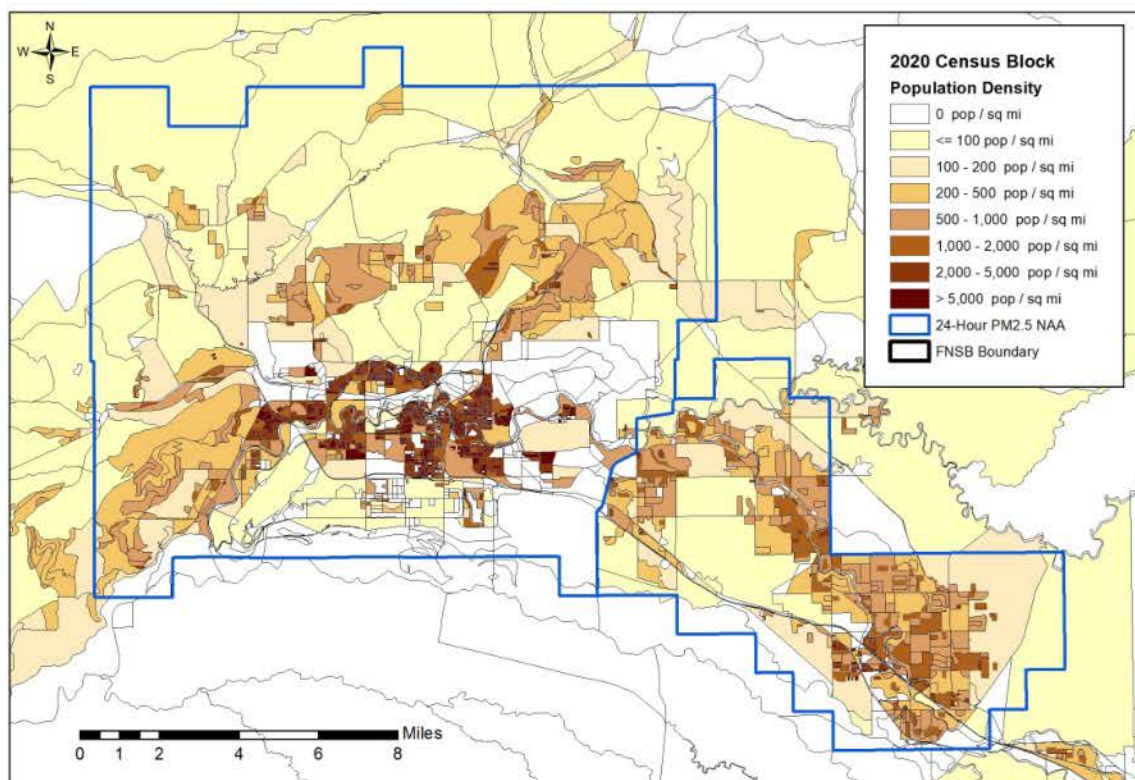 N
W E
S
2020 Census Block
Population Density
0 pop / sq mi
<= 100 pop / sq mi
100 - 200 pop / sq mi
200 - 500 pop / sq mi
500 - 1,000 pop / sq mi
1,000 - 2,000 pop / sq mi
2,000 - 5,000 pop / sq mi
> 5,000 pop / sq mi
24-Hour PM2.5 NAA
FNSB Boundary
Miles
0 1 2 4 6 8